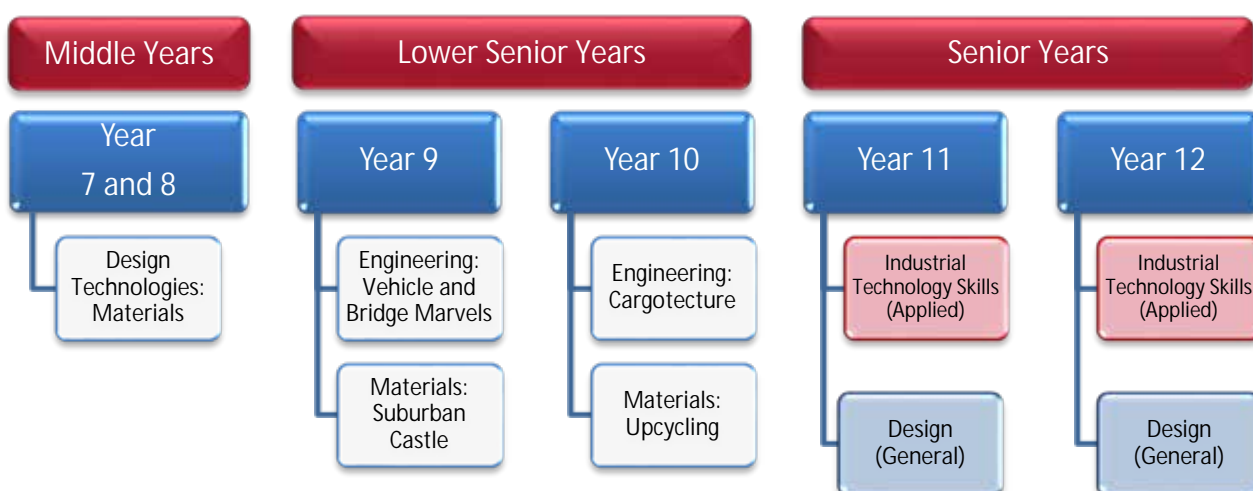 Middle Years
Lower Senior Years
Senior Years
Year
7 and 8
Year 9
Year 10
Year 11
Year 12
Design
Technologies:
Materials
Engineering:
Vehicle and
Bridge Marvels
Engineering:
Cargotecture
Industrial
Technology Skills
(Applied)
Industrial
Technology Skills
(Applied)
Materials:
Suburban
Castle
Materials:
Upcycling
Design
(General)
Design
(General)